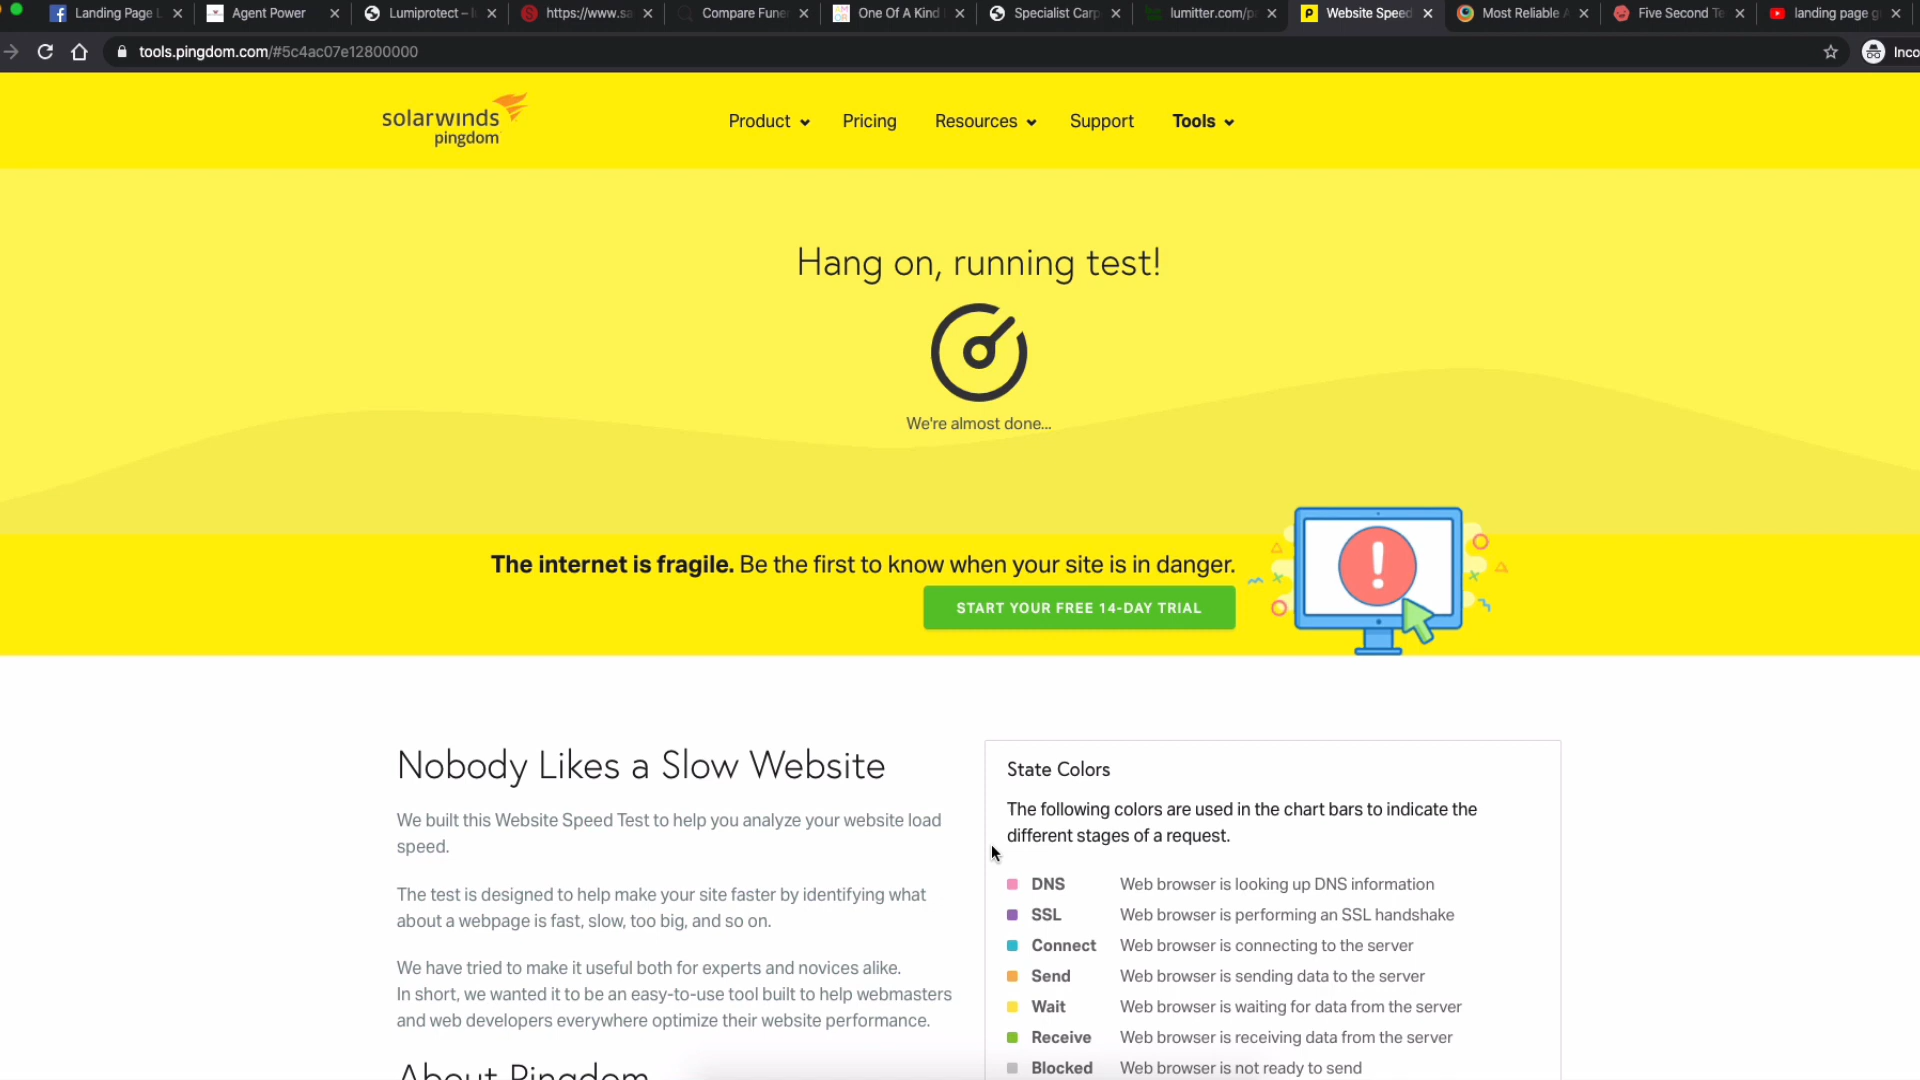 Landing Page L
Agent Power
Lumiprotect – l
https://www.sa
Compare Fune
One Of A Kind
Specialist Carp
lumitter.com/p
Website Speed
Most Reliable A
Five Second Te
landing page g
tools.pingdom.com/#5c4ac07e12800000
Inco
solarwinds
pingdom
Product
Pricing
Resources
Support
Tools
Hang on, running test!
We're almost done...
The internet is fragile. Be the first to know when your site is in danger.
START YOUR FREE 14-DAY TRIAL
Nobody Likes a Slow Website
We built this Website Speed Test to help you analyze your website load
speed.
The test is designed to help make your site faster by identifying what
about a webpage is fast, slow, too big, and so on.
We have tried to make it useful both for experts and novices alike.
In short, we wanted it to be an easy-to-use tool built to help webmasters
and web developers everywhere optimize their website performance.
About Pingdom
State Colors
The following colors are used in the chart bars to indicate the
different stages of a request.
DNS Web browser is looking up DNS information
SSL Web browser is performing an SSL handshake
Connect Web browser is connecting to the server
Send Web browser is sending data to the server
Wait Web browser is waiting for data from the server
Receive Web browser is receiving data from the server
Blocked Web browser is not ready to send